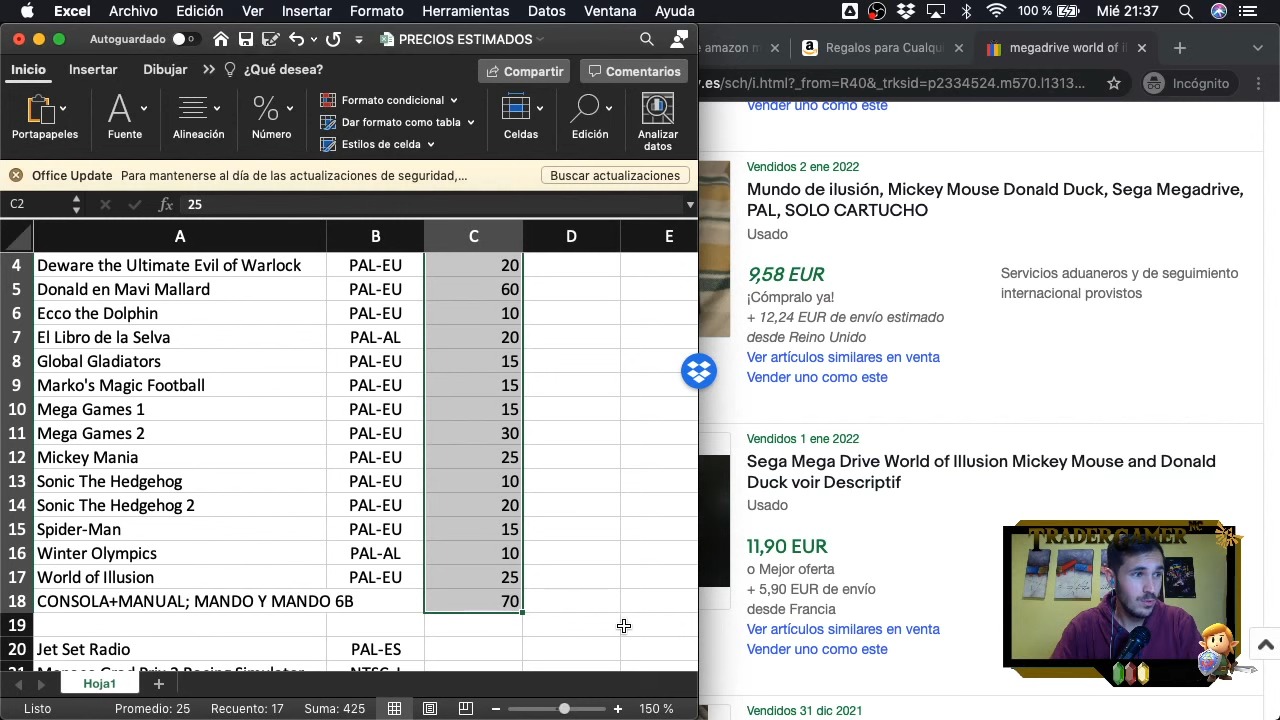 Excel Archivo Edición Ver Insertar Formato Herramientas Datos Ventana Ayuda 100 % Mié 21:37
Autoguardado PRECIOS ESTIMADOS
Inicio Insertar Dibujar >> ¿Qué desea? Compartir Comentarios
Portapapeles Fuente Alineación Número
Formato condicional
Dar formato como tabla
Estilos de celda
Celdas Edición Analizar datos
Office Update Para mantenerse al día de las actualizaciones de seguridad,... Buscar actualizaciones
C2 fx 25
A B C D E
4 Deware the Ultimate Evil of Warlock PAL-EU 20
5 Donald en Mavi Mallard PAL-EU 60
6 Ecco the Dolphin PAL-EU 10
7 El Libro de la Selva PAL-AL 20
8 Global Gladiators PAL-EU 15
9 Marko's Magic Football PAL-EU 15
10 Mega Games 1 PAL-EU 15
11 Mega Games 2 PAL-EU 30
12 Mickey Mania PAL-EU 25
13 Sonic The Hedgehog PAL-EU 10
14 Sonic The Hedgehog 2 PAL-EU 20
15 Spider-Man PAL-EU 15
16 Winter Olympics PAL-AL 10
17 World of Illusion PAL-EU 25
18 CONSOLA+MANUAL; MANDO Y MANDO 6B 70
19
20 Jet Set Radio PAL-ES
Hoja1 +
Listo Promedio: 25 Recuento: 17 Suma: 425 150 %
amazon Regalos para megadrive world of
.es/sch/i.html?_from=R40&_trksid=p2334524.m570.l1313... Incógnito
Vender uno como este
Vendidos 2 ene 2022
Mundo de ilusión, Mickey Mouse Donald Duck, Sega Megadrive,
PAL, SOLO CARTUCHO
Usado
9,58 EUR
¡Cómpralo ya!
+ 12,24 EUR de envío estimado
desde Reino Unido
Ver artículos similares en venta
Vender uno como este
Servicios aduaneros y de seguimiento
internacional provistos
Vendidos 1 ene 2022
Sega Mega Drive World of Illusion Mickey Mouse and Donald
Duck voir Descriptif
Usado
11,90 EUR
o Mejor oferta
+ 5,90 EUR de envío
desde Francia
Ver artículos similares en venta
Vender uno como este
Vendidos 31 dic 2021
TRADERGAMER